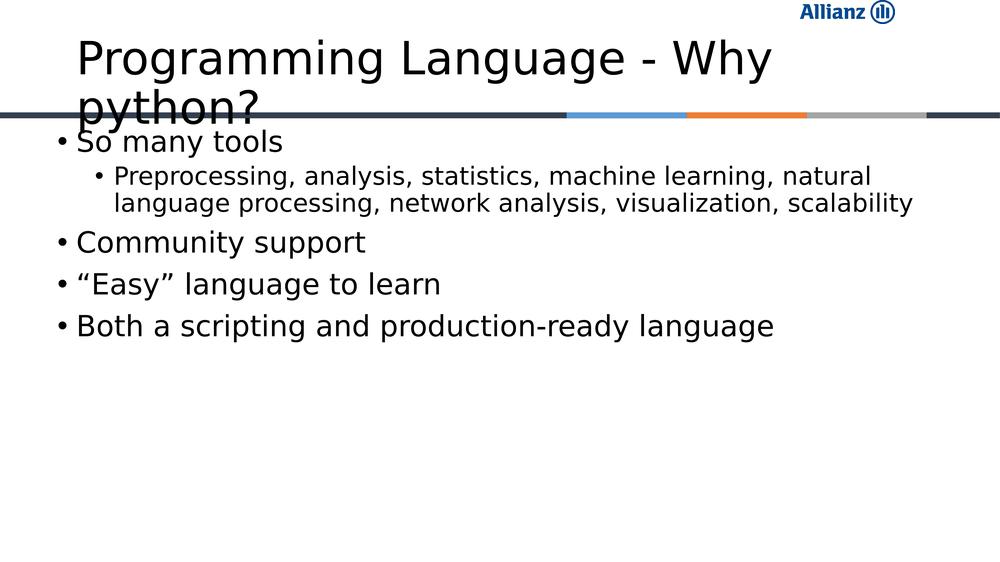 Allianz
Programming Language - Why
python?
• So many tools
• Preprocessing, analysis, statistics, machine learning, natural
language processing, network analysis, visualization, scalability
• Community support
• “Easy” language to learn
• Both a scripting and production-ready language